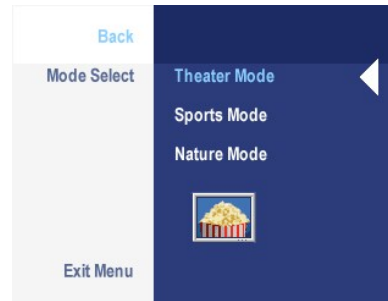 Back
Mode Select
Theater Mode
Sports Mode
Nature Mode
Exit Menu